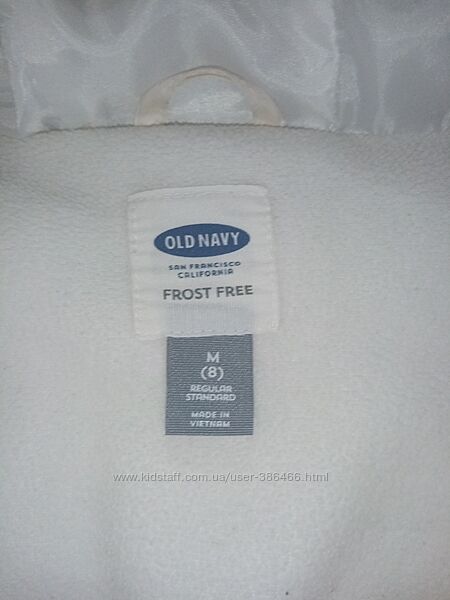 OLD NAVY
SAN FRANCISCO
CALIFORNIA
FROST FREE
M
(8)
REGULAR
STANDARD
MADE IN
VIETNAM
www.kidstaff.com.ua/user-386466.html